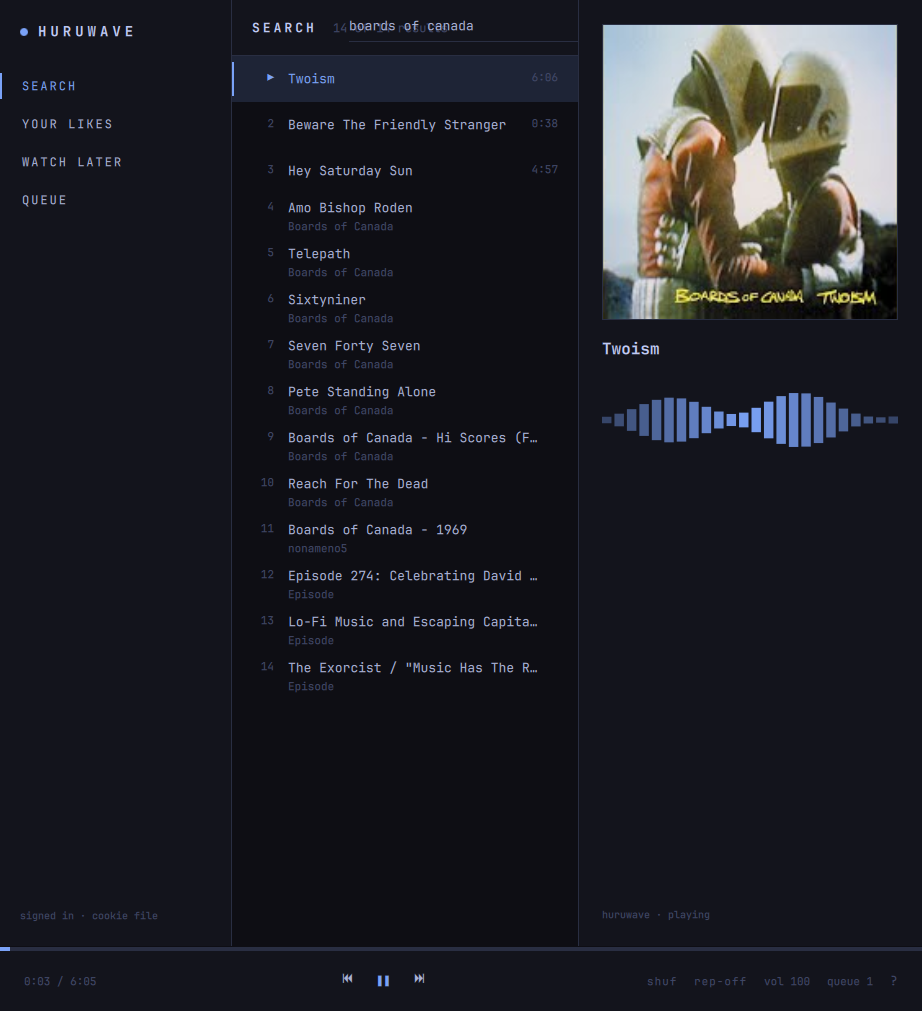 HURUWAVE
SEARCH
YOUR LIKES
WATCH LATER
QUEUE
signed in · cookie file
SEARCH
boards of canada
Twoism 6:06
2 Beware The Friendly Stranger 0:38
3 Hey Saturday Sun 4:57
4 Amo Bishop Roden
Boards of Canada
5 Telepath
Boards of Canada
6 Sixtyniner
Boards of Canada
7 Seven Forty Seven
Boards of Canada
8 Pete Standing Alone
Boards of Canada
9 Boards of Canada - Hi Scores (F…
Boards of Canada
10 Reach For The Dead
Boards of Canada
11 Boards of Canada - 1969
nonameno5
12 Episode 274: Celebrating David …
Episode
13 Lo-Fi Music and Escaping Capita…
Episode
14 The Exorcist / "Music Has The R…
Episode
BOARDS OF CANADA TWOISM
Twoism
huruwave · playing
0:03 / 6:05
shuf rep-off vol 100 queue 1 ?